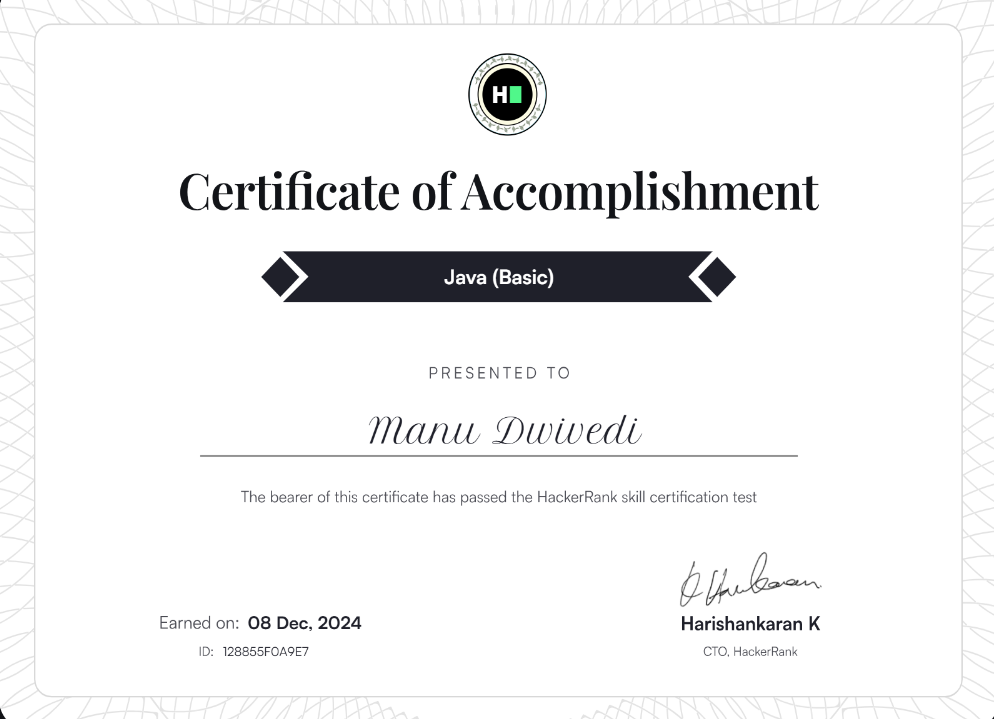 H
Certificate of Accomplishment
Java (Basic)
PRESENTED TO
Manu Dwivedi
The bearer of this certificate has passed the HackerRank skill certification test
Earned on: 08 Dec, 2024
ID: 128855F0A9E7
Harishankaran K
CTO, HackerRank